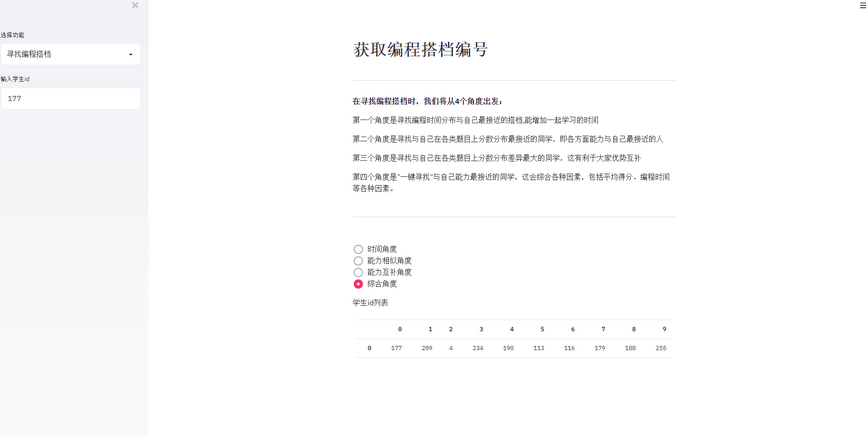 选择功能
寻找编程搭档
输入学生id
177
获取编程搭档编号
在寻找编程搭档时，我们将从4个角度出发：
第一个角度是寻找编程时间分布与自己最接近的搭档,能增加一起学习的时间
第二个角度是寻找与自己在各类题目上分数分布最接近的同学，即各方面能力与自己最接近的人
第三个角度是寻找与自己在各类题目上分数分布差异最大的同学，这有利于大家优势互补
第四个角度是"一键寻找"与自己能力最接近的同学，这会综合各种因素，包括平均得分、编程时间
等各种因素。
时间角度
能力相似角度
能力互补角度
综合角度
学生id列表
0 1 2 3 4 5 6 7 8 9
0 177 289 4 234 190 113 116 179 188 255